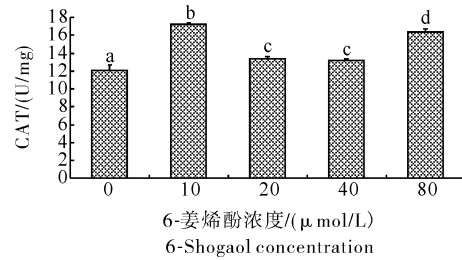 CAT/(U/mg)
18
16
14
12
10
8
6
4
2
0
a
b
c
c
d
0 10 20 40 80
6-姜烯酚浓度/(μmol/L)
6-Shogaol concentration